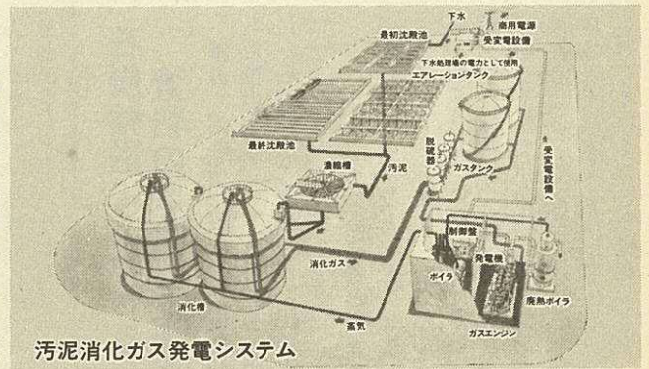 下水
商用電源
受変電設備
最初沈殿池
下水処理場の電力として使用
エアレーションタンク
最終沈殿池
汚泥
濃縮槽
脱硫器
ガスタンク
受変電設備へ
消化ガス
制御盤
発電機
ボイラ
廃熱ボイラ
消化槽
蒸気
ガスエンジン
汚泥消化ガス発電システム